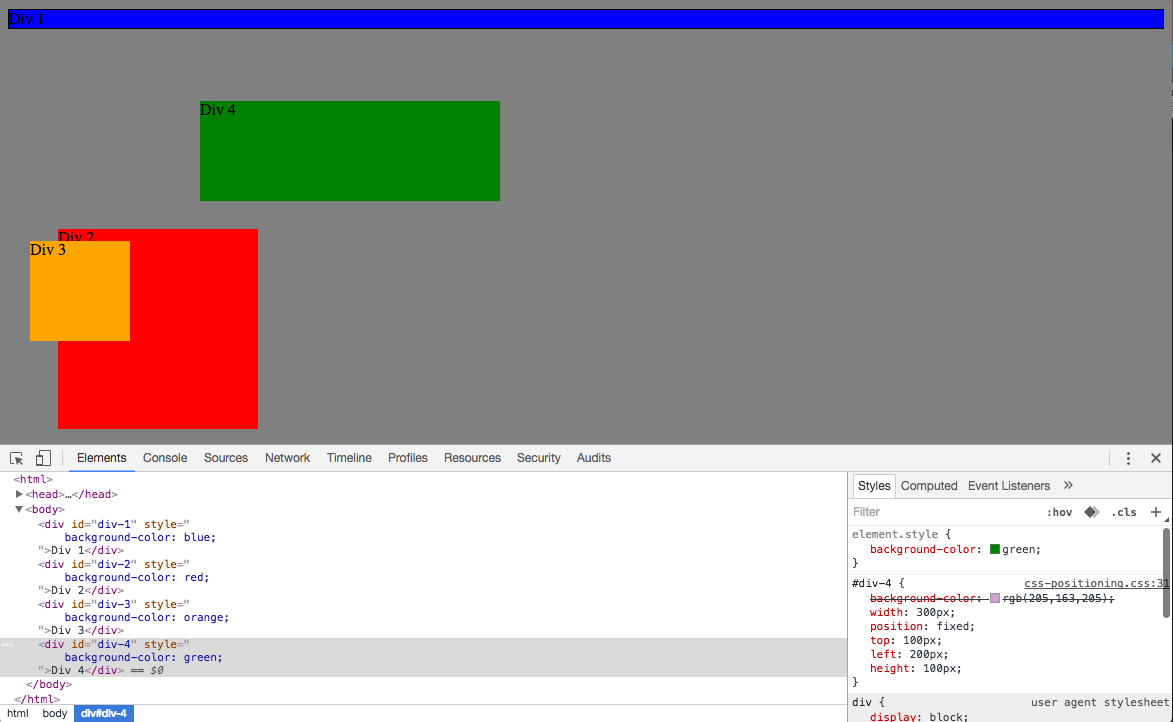 Div 1
Div 4
Div 2
Div 3
Elements Console Sources Network Timeline Profiles Resources Security Audits
<html>
<head>…</head>
<body>
<div id="div-1" style="
background-color: blue;
">Div 1</div>
<div id="div-2" style="
background-color: red;
">Div 2</div>
<div id="div-3" style="
background-color: orange;
">Div 3</div>
<div id="div-4" style="
background-color: green;
">Div 4</div> == $0
</body>
</html>
html body div#div-4
Styles Computed Event Listeners »
Filter :hov .cls +
element.style {
background-color: green;
}
#div-4 { css-positioning.css:31
background-color: rgb(205,163,205);
width: 300px;
position: fixed;
top: 100px;
left: 200px;
height: 100px;
}
div { user agent stylesheet
display: block;